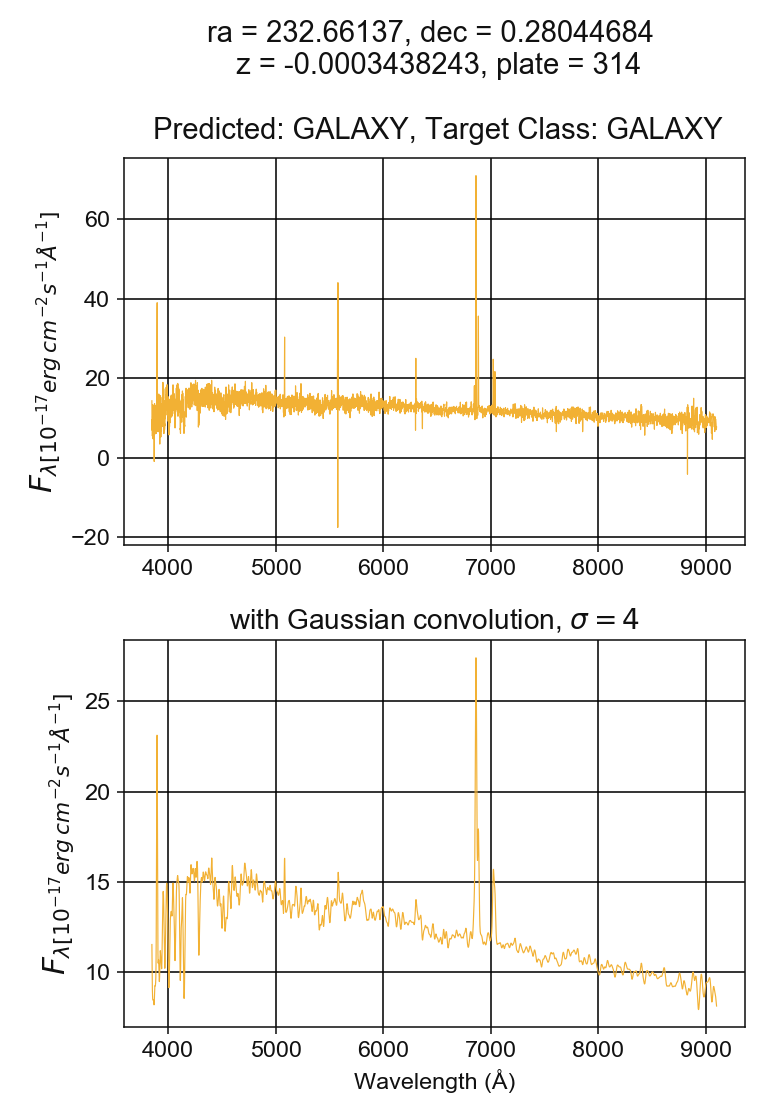 ra = 232.66137, dec = 0.28044684
z = -0.0003438243, plate = 314
Predicted: GALAXY, Target Class: GALAXY
60
40
20
0
−20
F_λ[10^{−17} erg cm^{−2} s^{−1} Å^{−1}]
4000 5000 6000 7000 8000 9000
with Gaussian convolution, σ = 4
25
20
15
10
F_λ[10^{−17} erg cm^{−2} s^{−1} Å^{−1}]
4000 5000 6000 7000 8000 9000
Wavelength (Å)